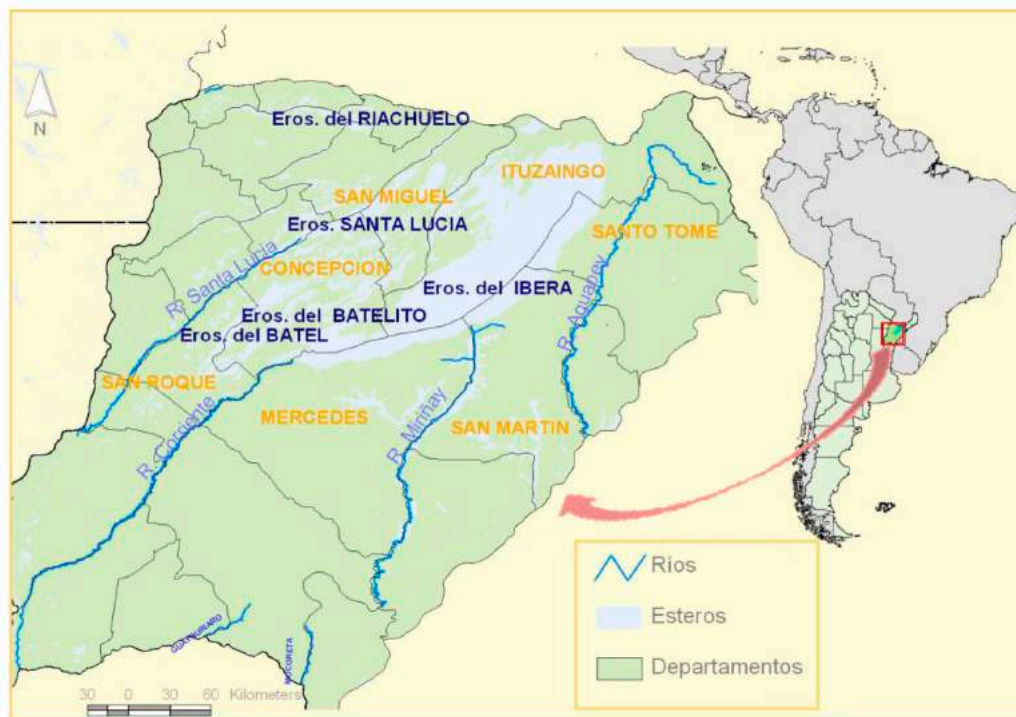 Eros. del RIACHUELO
ITUZAINGO
SAN MIGUEL
Eros. SANTA LUCIA
SANTO TOME
R. Santa Lucia
CONCEPCION
Eros. del IBERA
R. Aguapey
Eros. del BATELITO
Eros. del BATEL
SAN ROQUE
MERCEDES
R. Corriente
R. Miriñay
SAN MARTIN
N
Ríos
Esteros
Departamentos
GUAYQUIRARO
MOCORETA
30 0 30 60 Kilometers